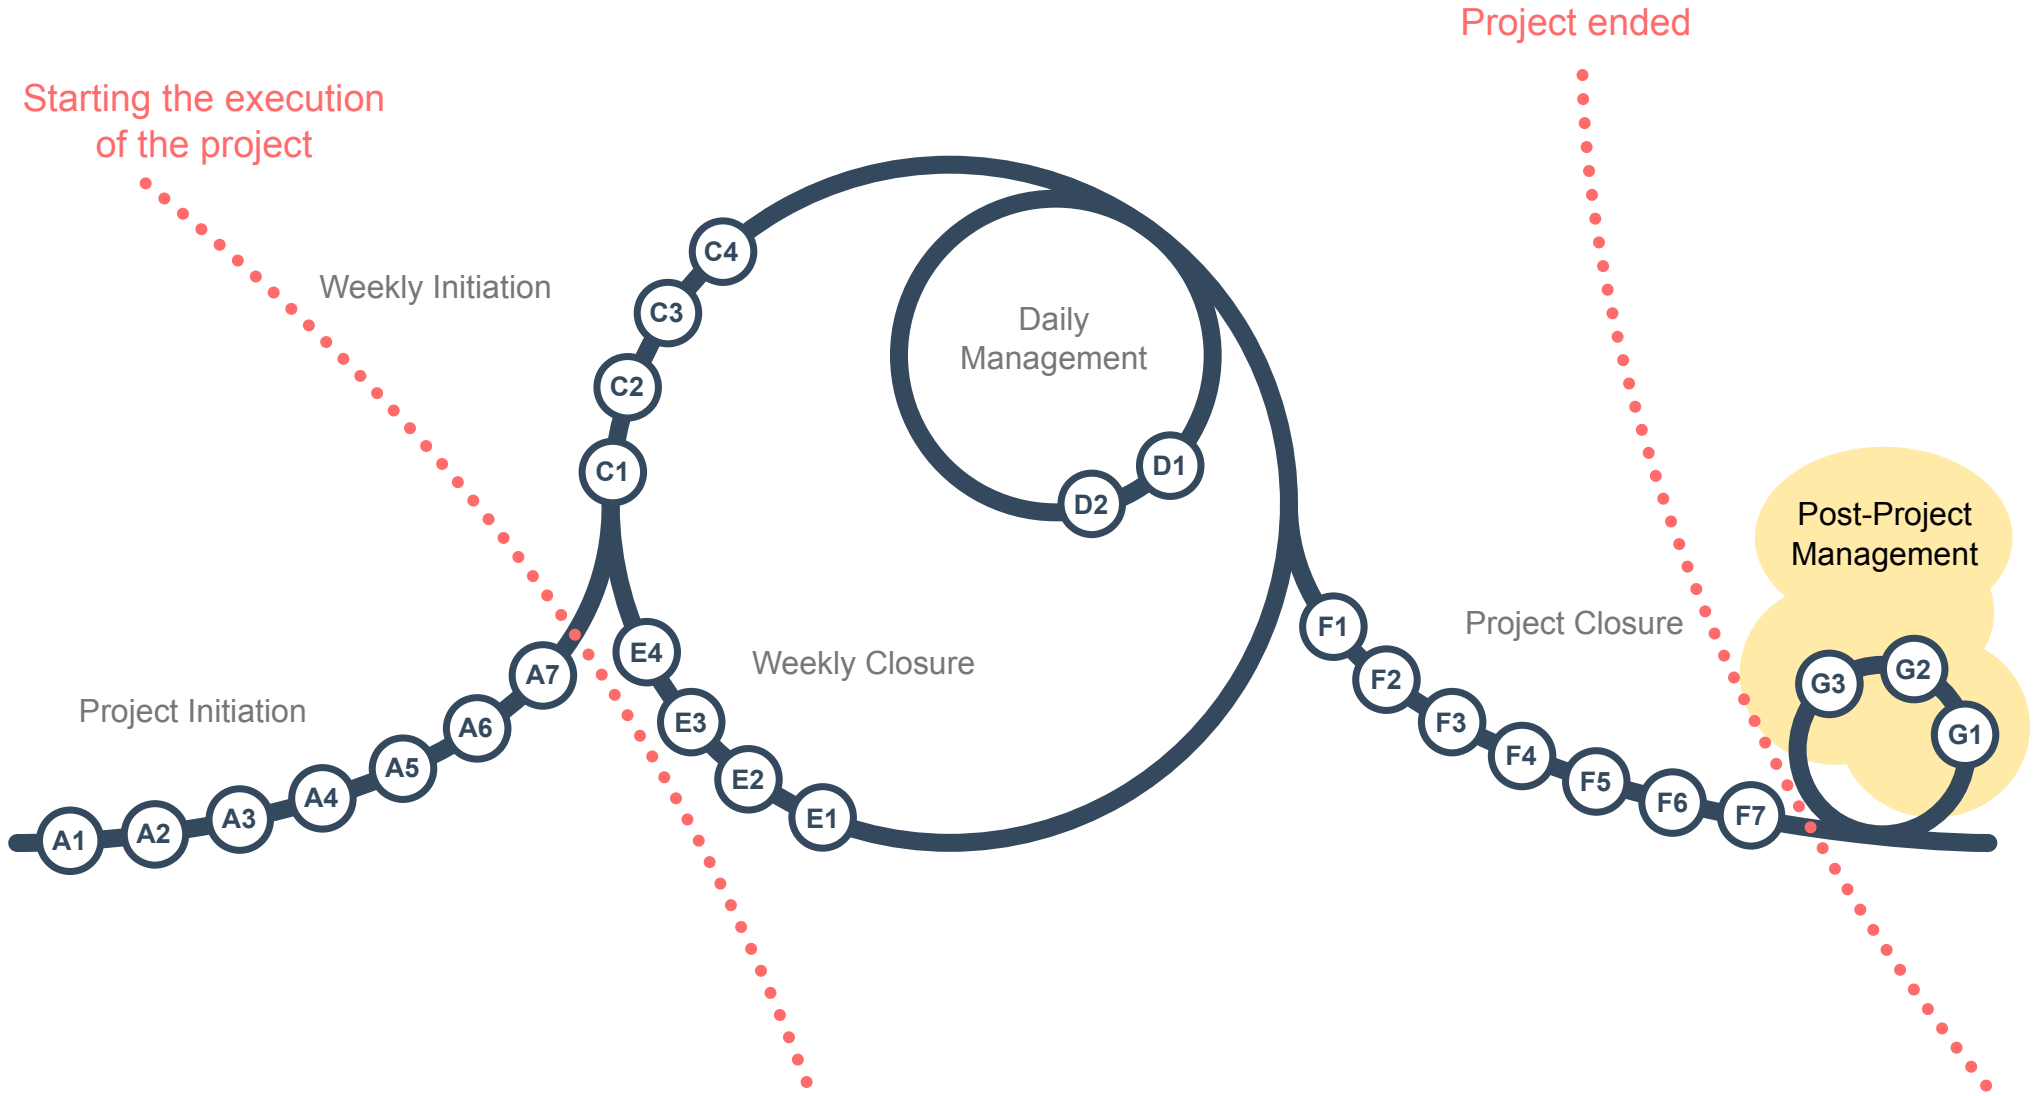 Project ended
Starting the execution
of the project
Weekly Initiation
C4
C3
C2
C1
Daily
Management
D1
D2
Post-Project
Management
Project Initiation
A1
A2
A3
A4
A5
A6
A7
Weekly Closure
E4
E3
E2
E1
Project Closure
F1
F2
F3
F4
F5
F6
F7
G3
G2
G1